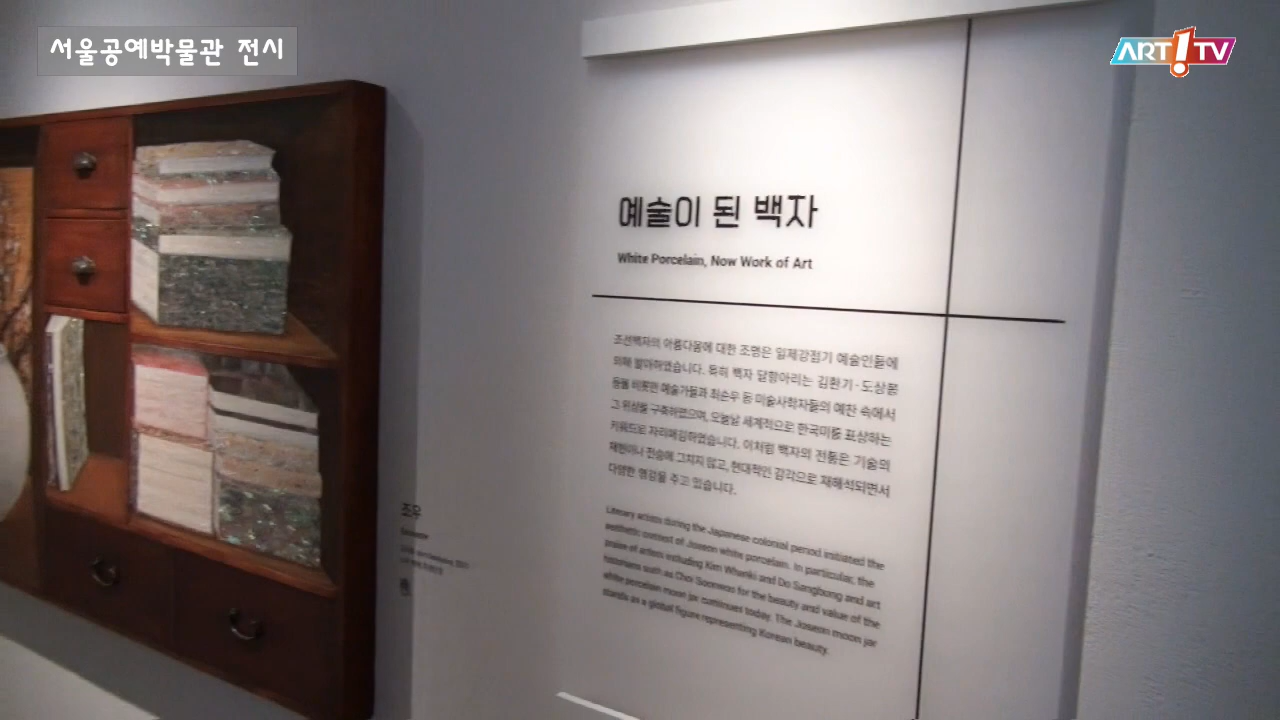 서울공예박물관 전시
ART!TV
예술이 된 백자
White Porcelain, Now Work of Art
조선백자의 아름다움에 대한 조명은 일제강점기 예술인들에
의해 발아하였습니다. 특히 백자 달항아리는 김환기·도상봉
등을 비롯한 예술가들과 최순우 등 미술사학자들의 예찬 속에서
그 위상을 구축하였으며, 오늘날 세계적으로 한국미를 표상하는
키워드로 자리매김하였습니다. 이처럼 백자의 전통은 기술의
재현이나 전승에 그치지 않고, 현대적인 감각으로 재해석되면서
다양한 영감을 주고 있습니다.
Literary artists during the Japanese colonial period initiated the
aesthetic context of Joseon white porcelain. In particular, the
praise of artists including Kim Whanki and Do Sangbong and art
historians such as Choi Soonwoo for the beauty and value of the
white porcelain moon jar continues today. The Joseon moon jar
stands as a global figure representing Korean beauty.
조우